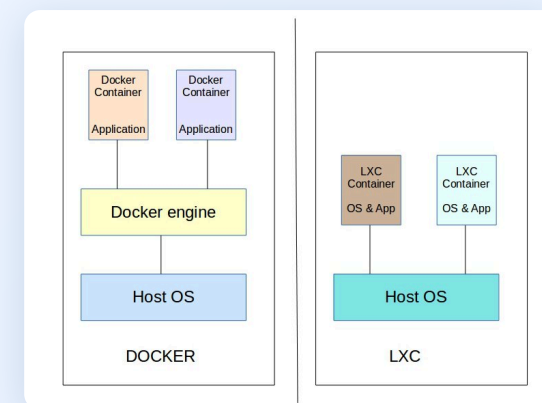 Docker
Container
Application
Docker
Container
Application
Docker engine
Host OS
DOCKER
LXC
Container
OS & App
LXC
Container
OS & App
Host OS
LXC